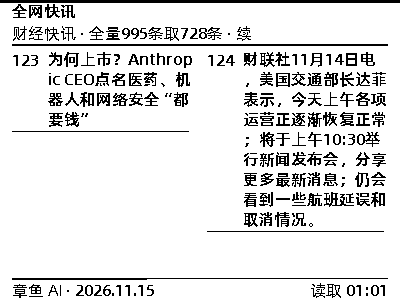 全网快讯
财经快讯 · 全量995条取728条 · 续
123 为何上市？Anthrop
ic CEO点名医药、机
器人和网络安全“都
要钱”
124 财联社11月14日电
，美国交通部长达菲
表示，今天上午各项
运营正逐渐恢复正常
；将于上午10:30举
行新闻发布会，分享
更多最新消息；仍会
看到一些航班延误和
取消情况。
章鱼 AI · 2026.11.15
读取 01:01